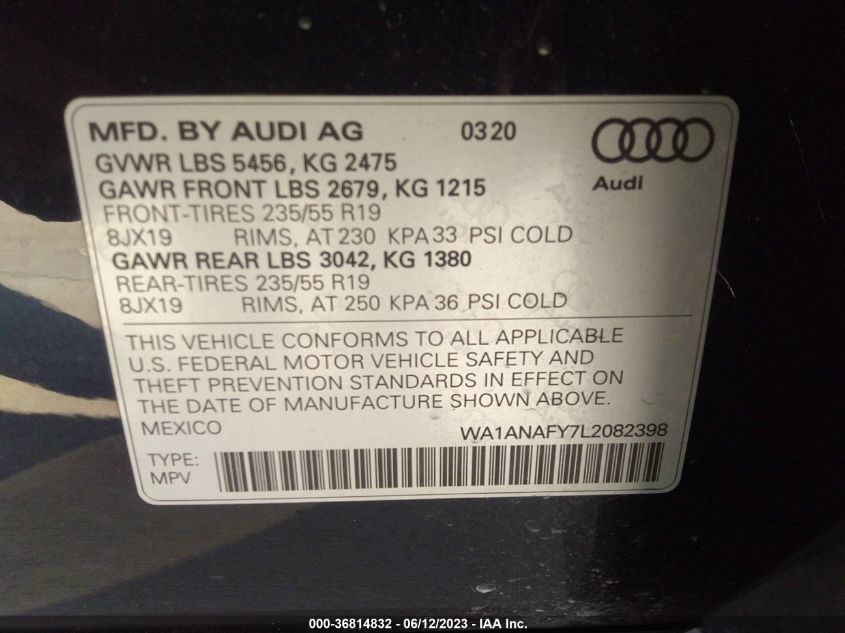 MFD. BY AUDI AG 0320
GVWR LBS 5456, KG 2475
GAWR FRONT LBS 2679, KG 1215
Audi
FRONT-TIRES 235/55 R19
8JX19 RIMS, AT 230 KPA 33 PSI COLD
GAWR REAR LBS 3042, KG 1380
REAR-TIRES 235/55 R19
8JX19 RIMS, AT 250 KPA 36 PSI COLD
THIS VEHICLE CONFORMS TO ALL APPLICABLE
U.S. FEDERAL MOTOR VEHICLE SAFETY AND
THEFT PREVENTION STANDARDS IN EFFECT ON
THE DATE OF MANUFACTURE SHOWN ABOVE.
MEXICO WA1ANAFY7L2082398
TYPE:
MPV
000-36814832 - 06/12/2023 - IAA Inc.